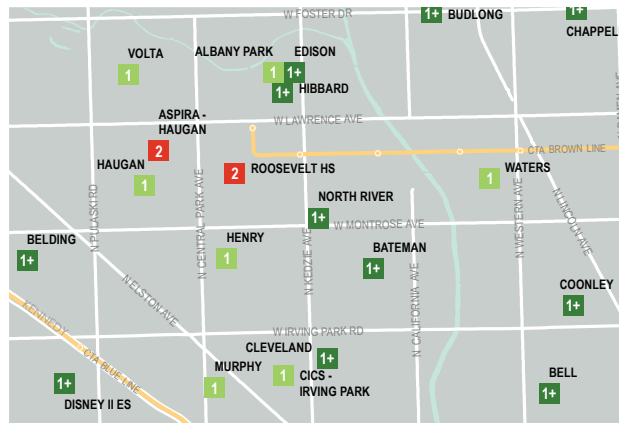 W FOSTER DR
1+
BUDLONG
1+
CHAPPEL
VOLTA
1
ALBANY PARK
1
EDISON
1+
1+
HIBBARD
ASPIRA -
HAUGAN
2
W LAWRENCE AVE
CTA BROWN LINE
HAUGAN
1
2
ROOSEVELT HS
1
WATERS
N PULASKI RD
N CENTRAL PARK AVE
N KEDZIE AVE
N CALIFORNIA AVE
N WESTERN AVE
N LINCOLN AVE
NORTH RIVER
1+
W MONTROSE AVE
BELDING
1+
HENRY
1
BATEMAN
1+
N ELSTON AVE
COONLEY
1+
KENNEDY
CTA BLUE LINE
W IRVING PARK RD
CLEVELAND
1+
MURPHY
1
1
CICS -
IRVING PARK
1+
DISNEY II ES
BELL
1+